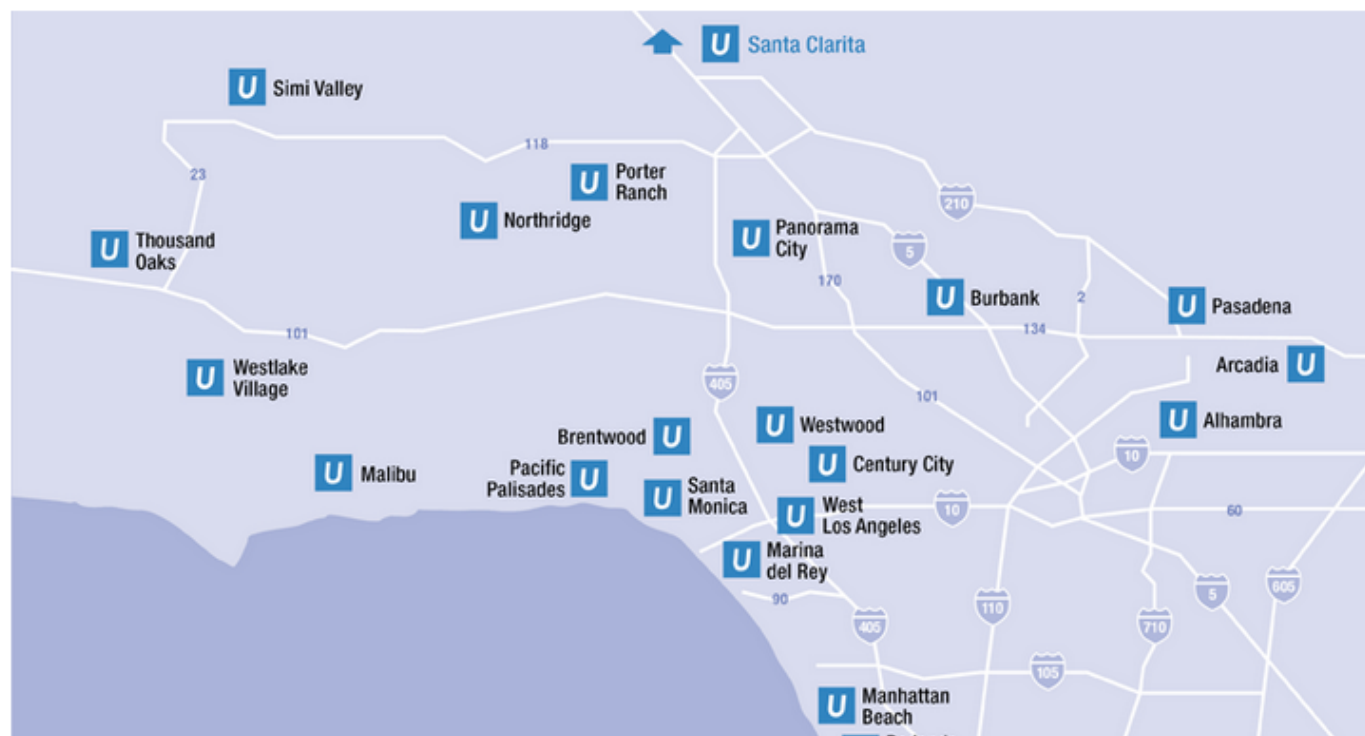 U Santa Clarita
U Simi Valley
118
U Porter
Ranch
23
210
U Northridge
U Panorama
City
U Thousand
Oaks
5
170
U Burbank
2
U Pasadena
101
134
Arcadia U
U Westlake
Village
405
101
U Alhambra
Brentwood U
U Westwood
10
U Malibu
Pacific
Palisades U
U Century City
U Santa
Monica
U West
Los Angeles
10
60
U Marina
del Rey
90
405
110
710
5
605
105
U Manhattan
Beach